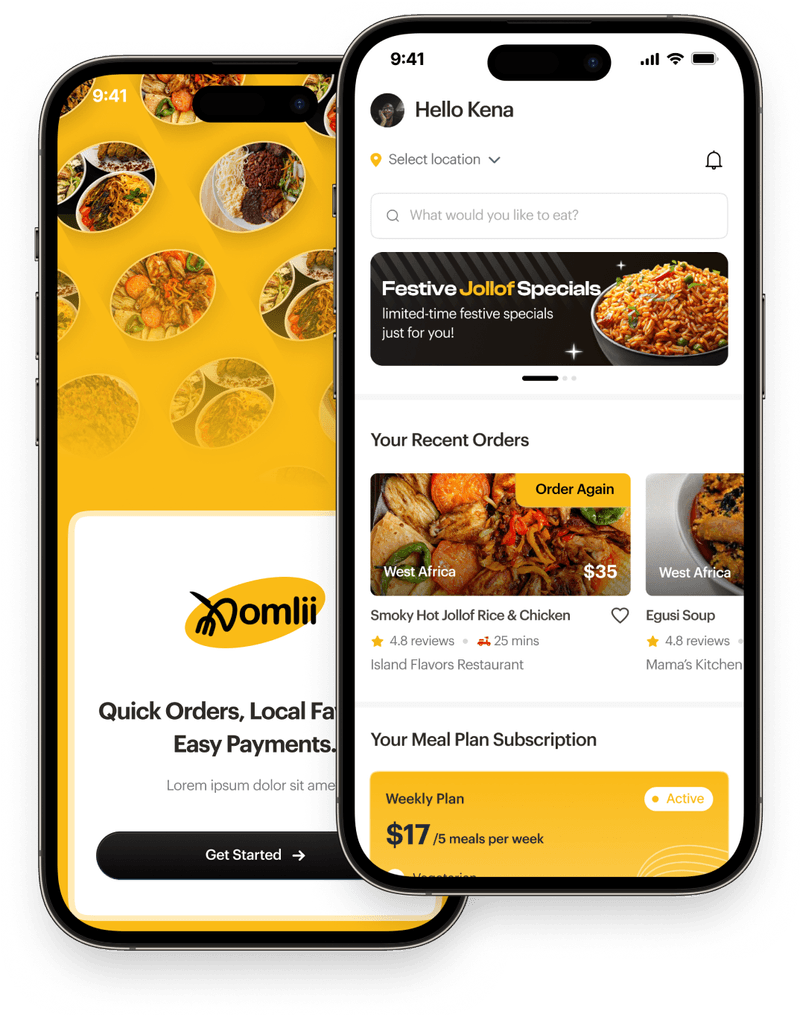 9:41
Domlii
Quick Orders, Local Fa
Easy Payments.
Lorem ipsum dolor sit ame
Get Started
9:41
Hello Kena
Select location
What would you like to eat?
Festive Jollof Specials
limited-time festive specials
just for you!
Your Recent Orders
Order Again
West Africa
$35
West Africa
Smoky Hot Jollof Rice & Chicken
Egusi Soup
4.8 reviews
25 mins
4.8 reviews
Island Flavors Restaurant
Mama's Kitchen
Your Meal Plan Subscription
Weekly Plan
Active
$17 /5 meals per week
Vegetarian